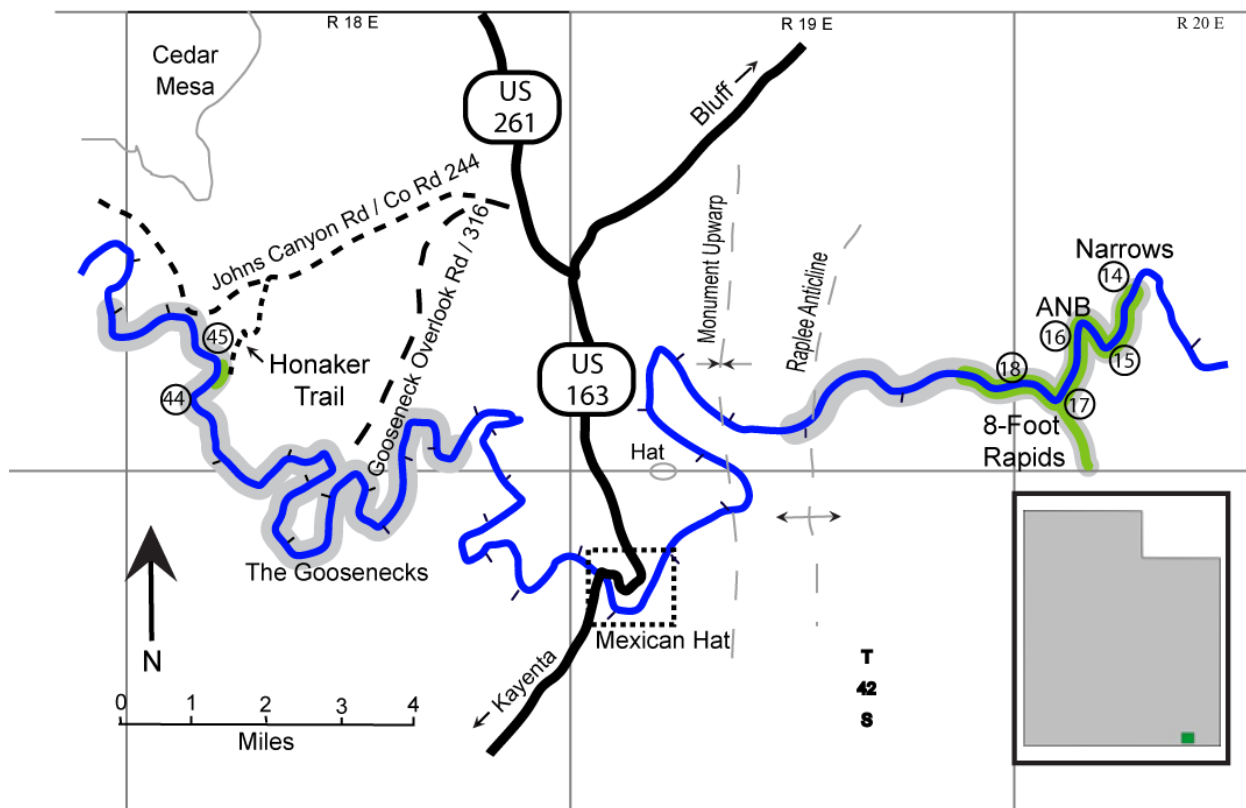 R 18 E
R 19 E
R 20 E
Cedar
Mesa
US
261
Bluff
Johns Canyon Rd / Co Rd 244
Gooseneck Overlook Rd / 316
Monument Upwarp
Raplee Anticline
Narrows
14
ANB
16
15
45
Honaker
Trail
US
163
18
17
44
8-Foot
Rapids
Hat
The Goosenecks
Mexican Hat
N
Kayenta
T
42
S
0 1 2 3 4
Miles